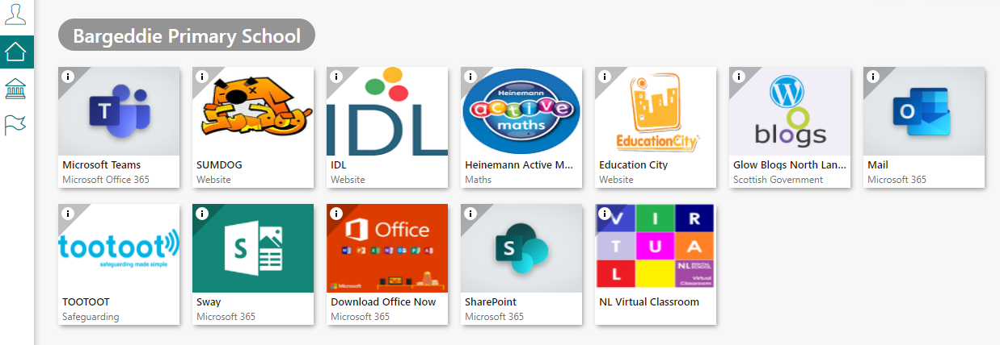 Bargeddie Primary School
T
Microsoft Teams
Microsoft Office 365
Sumdog
SUMDOG
Website
IDL
IDL
Website
Heinemann
active
maths
Heinemann Active M...
Maths
EducationCity
Education City
Website
W
blogs
Glow Blogs North Lan...
Scottish Government
O
Mail
Microsoft 365
tootoot
safeguarding made simple
TOOTOOT
Safeguarding
S
Sway
Microsoft 365
Office
Microsoft
Download Office Now
Microsoft 365
S
SharePoint
Microsoft 365
V I R
T U A
L
NL DIGITAL
SCHOOL
Virtual
Classroom
NL Virtual Classroom